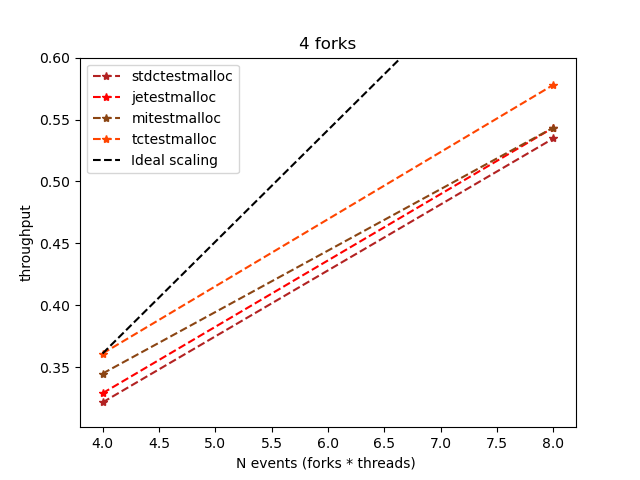 4 forks
0.60
0.55
0.50
0.45
0.40
0.35
throughput
stdctestmalloc
jetestmalloc
mitestmalloc
tctestmalloc
Ideal scaling
4.0 4.5 5.0 5.5 6.0 6.5 7.0 7.5 8.0
N events (forks * threads)